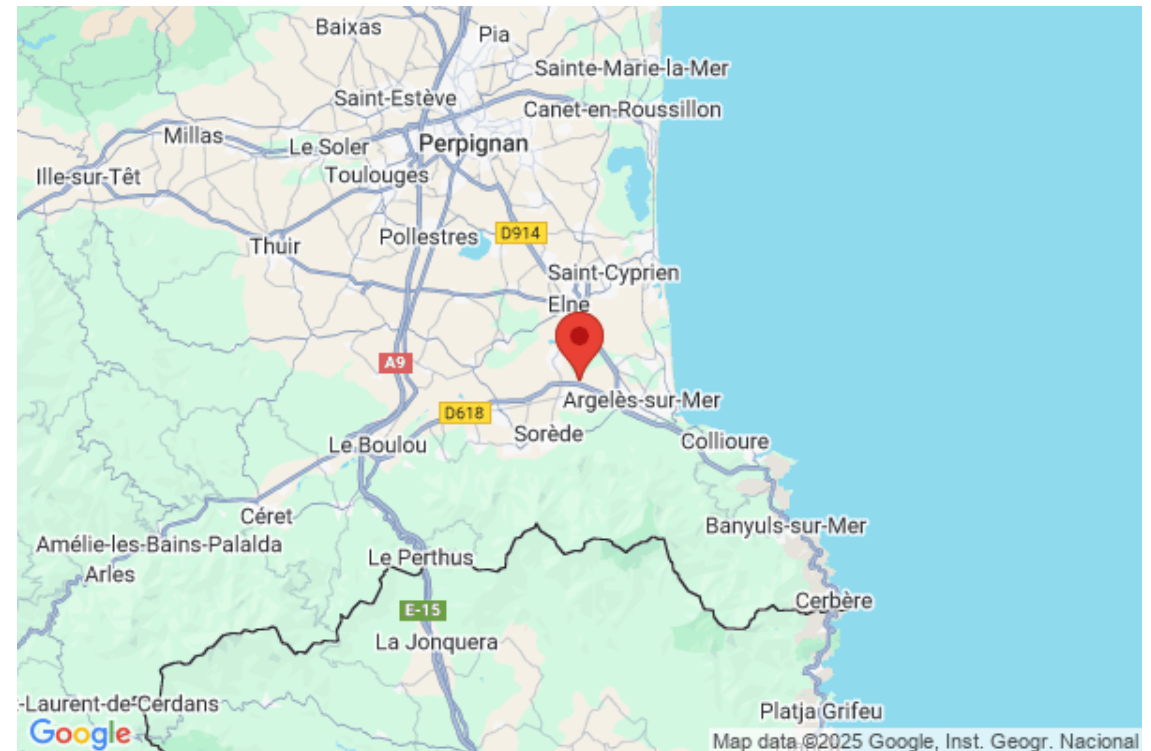 Baixas
Pia
Sainte-Marie-la-Mer
Saint-Estève
Canet-en-Roussillon
Millas
Le Soler
Perpignan
Ille-sur-Têt
Toulouges
Thuir
Pollestres
D914
Saint-Cyprien
Elne
A9
Argelès-sur-Mer
D618
Sorède
Collioure
Le Boulou
Céret
Banyuls-sur-Mer
Amélie-les-Bains-Palalda
Le Perthus
Arles
Cerbère
E-15
La Jonquera
-Laurent-de-Cerdans
Platja Grifeu
Google
Map data ©2025 Google, Inst. Geogr. Nacional